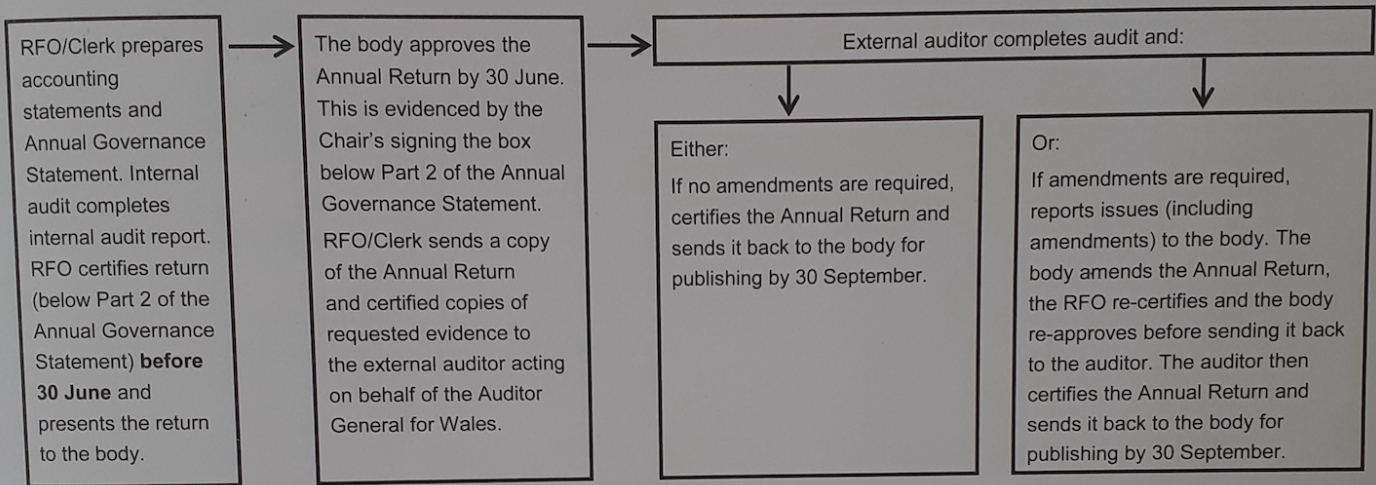 RFO/Clerk prepares
accounting
statements and
Annual Governance
Statement. Internal
audit completes
internal audit report.
RFO certifies return
(below Part 2 of the
Annual Governance
Statement) before
30 June and
presents the return
to the body.
The body approves the
Annual Return by 30 June.
This is evidenced by the
Chair's signing the box
below Part 2 of the Annual
Governance Statement.
RFO/Clerk sends a copy
of the Annual Return
and certified copies of
requested evidence to
the external auditor acting
on behalf of the Auditor
General for Wales.
External auditor completes audit and:
Either:
If no amendments are required,
certifies the Annual Return and
sends it back to the body for
publishing by 30 September.
Or:
If amendments are required,
reports issues (including
amendments) to the body. The
body amends the Annual Return,
the RFO re-certifies and the body
re-approves before sending it back
to the auditor. The auditor then
certifies the Annual Return and
sends it back to the body for
publishing by 30 September.